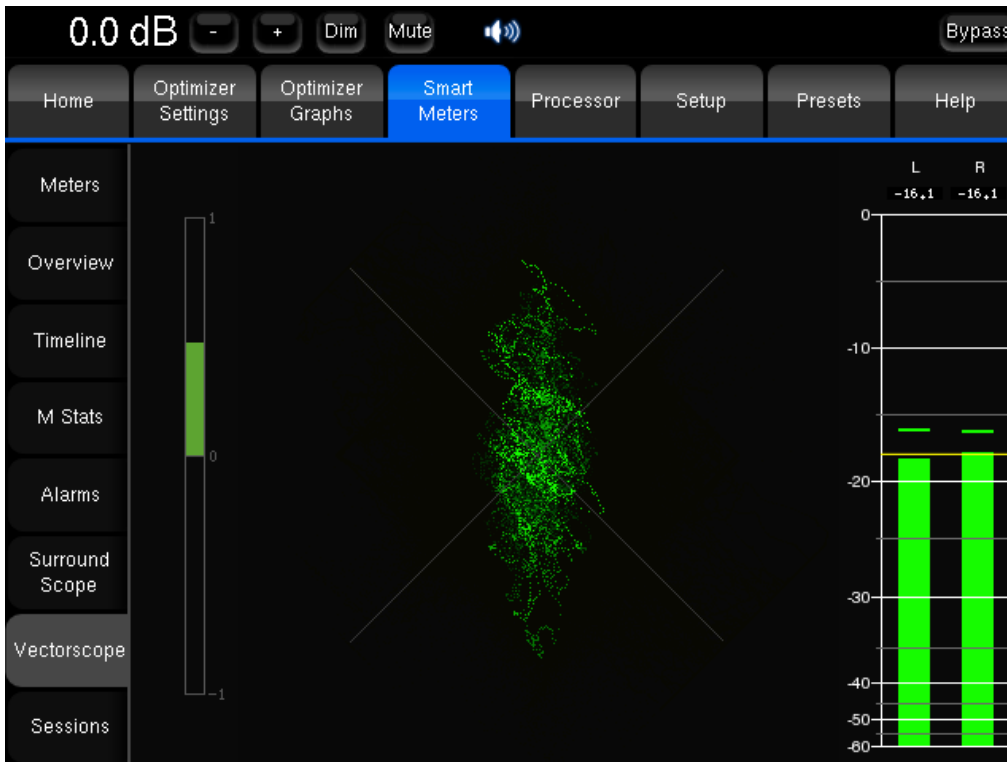 0.0 dB - + Dim Mute Bypass
Home Optimizer Settings Optimizer Graphs Smart Meters Processor Setup Presets Help
Meters
Overview
Timeline
M Stats
Alarms
Surround
Scope
Vectorscope
Sessions
1
0
-1
L R
-16.1 -16.1
0
-10
-20
-30
-40
-50
-60